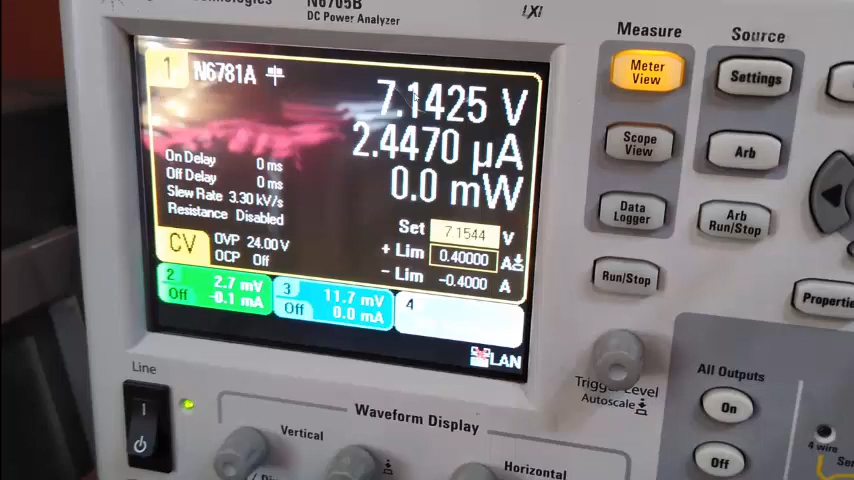 Technologies
N6705B
DC Power Analyzer
LXI
1
N6781A
7.1425 V
2.4470 µA
0.0 mW
On Delay 0 ms
Off Delay 0 ms
Slew Rate 3.30 kV/s
Resistance Disabled
CV
OVP 24.00 V
OCP Off
Set 7.1544 V
+ Lim 0.40000 A
− Lim −0.4000 A
2
Off
2.7 mV
-0.1 mA
3
Off
11.7 mV
0.0 mA
4
LAN
Measure
Meter View
Scope View
Data Logger
Run/Stop
Source
Settings
Arb
Arb Run/Stop
Trigger Level
Autoscale
All Outputs
On
Off
4 wire
Line
Waveform Display
Vertical
Horizontal